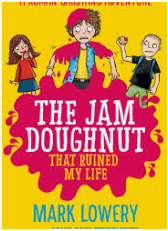 THE JAM
DOUGHNUT
THAT RUINED
MY LIFE
MARK LOWERY